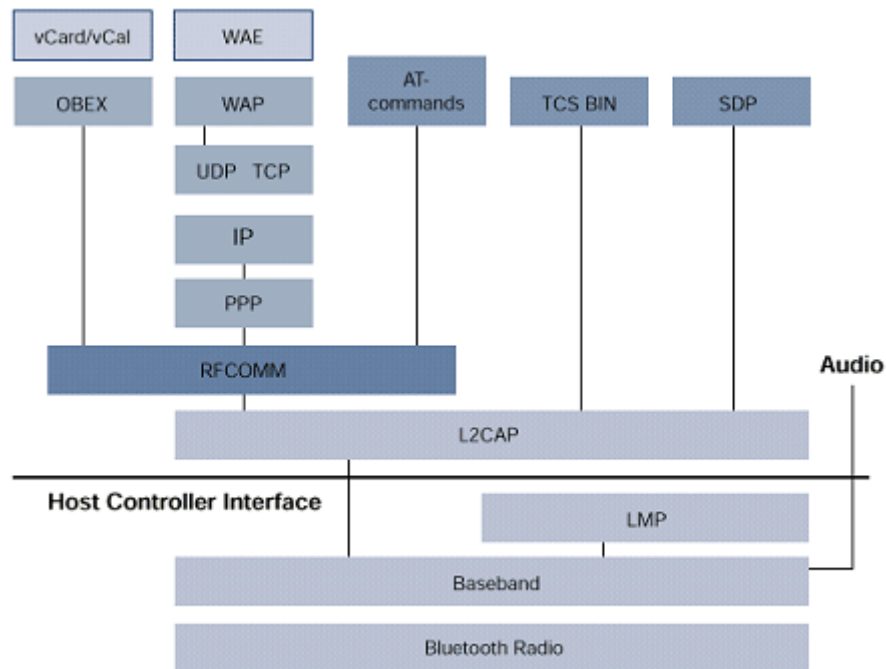 vCard/vCal
WAE
OBEX
WAP
AT-
commands
TCS BIN
SDP
UDP TCP
IP
PPP
RFCOMM
Audio
L2CAP
Host Controller Interface
LMP
Baseband
Bluetooth Radio